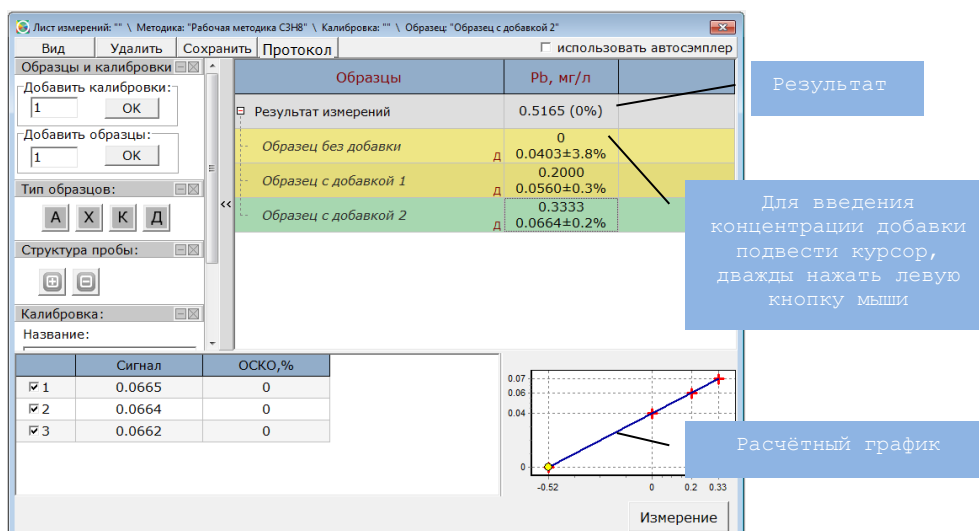 Лист измерений: "" \ Методика: "Рабочая методика СЗН8" \ Калибровка: "" \ Образец: "Образец с добавкой 2"
Вид Удалить Сохранить Протокол использовать автосэмплер
Образцы и калибровки
Добавить калибровки:
1 OK
Добавить образцы:
1 OK
Тип образцов:
А Х К Д
Структура пробы:
Калибровка:
Название:
<<
Образцы Pb, мг/л
Результат измерений 0.5165 (0%)
Образец без добавки д 0
0.0403±3.8%
Образец с добавкой 1 д 0.2000
0.0560±0.3%
Образец с добавкой 2 д 0.3333
0.0664±0.2%
Результат
Для введения
концентрации добавки
подвести курсор,
дважды нажать левую
кнопку мыши
Сигнал ОСКО,%
1 0.0665 0
2 0.0664 0
3 0.0662 0
0.07
0.06
0.04
0
-0.52 0 0.2 0.33
Расчётный график
Измерение